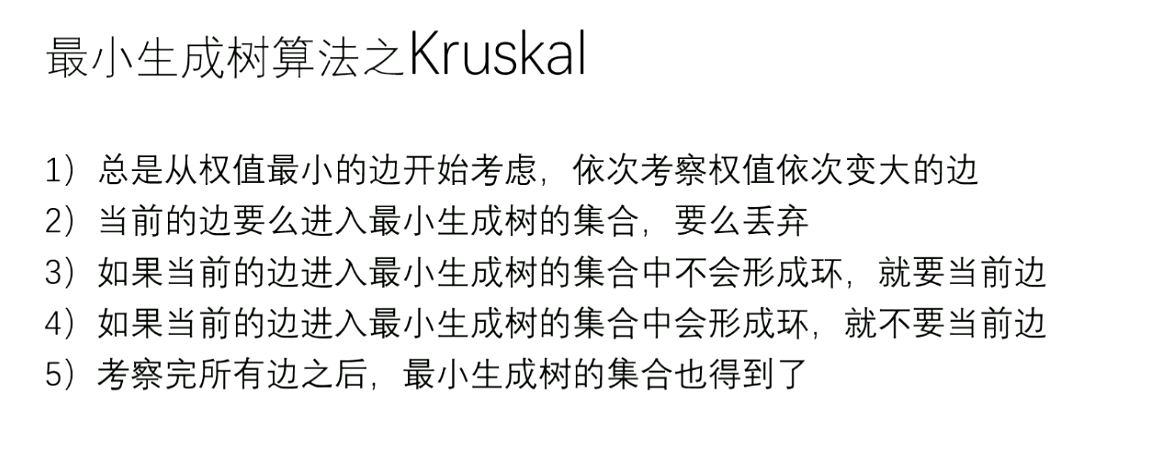 最小生成树算法之Kruskal
1）总是从权值最小的边开始考虑，依次考察权值依次变大的边
2）当前的边要么进入最小生成树的集合，要么丢弃
3）如果当前的边进入最小生成树的集合中不会形成环，就要当前边
4）如果当前的边进入最小生成树的集合中会形成环，就不要当前边
5）考察完所有边之后，最小生成树的集合也得到了